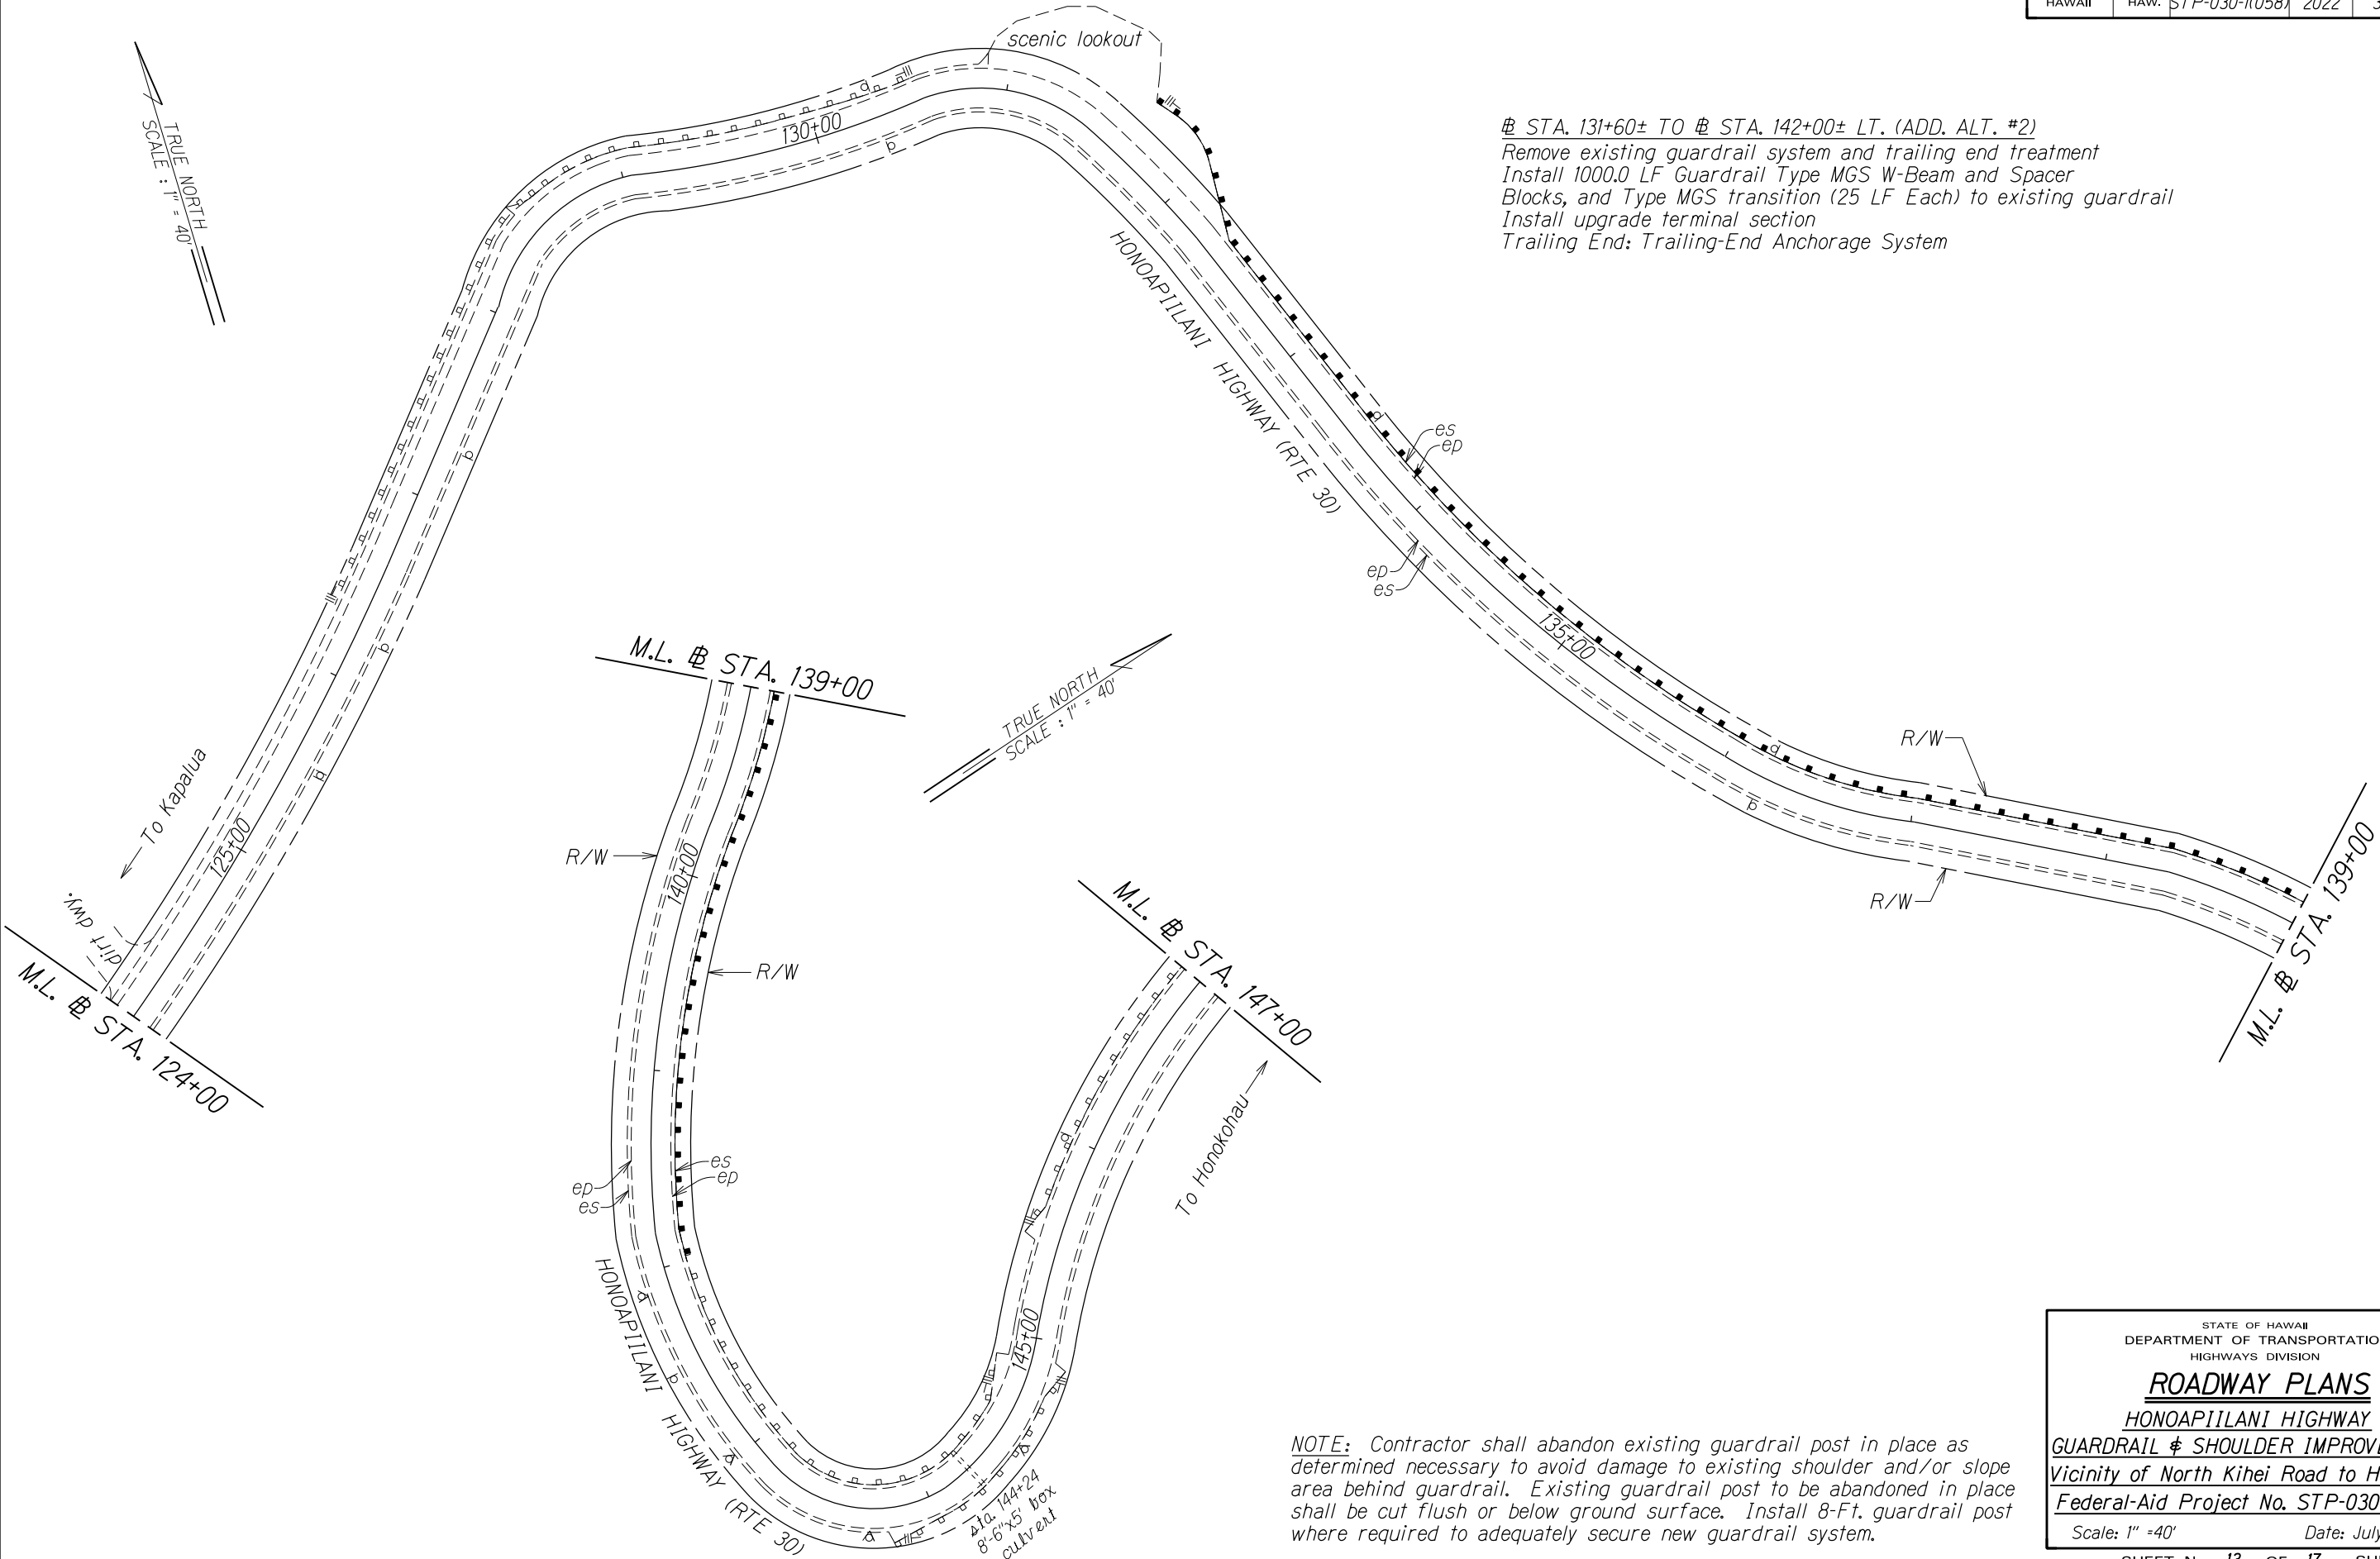 HAWAII HAW. STP-030-1(058) 2022
scenic lookout
TRUE NORTH
SCALE : 1" = 40'
130+00
℄ STA. 131+60± TO ℄ STA. 142+00± LT. (ADD. ALT. #2)
Remove existing guardrail system and trailing end treatment
Install 1000.0 LF Guardrail Type MGS W-Beam and Spacer
Blocks, and Type MGS transition (25 LF Each) to existing guardrail
Install upgrade terminal section
Trailing End: Trailing-End Anchorage System
HONOAPIILANI HIGHWAY (RTE 30)
es
ep
ep
es
135+00
R/W
R/W
M.L. ℄ STA. 139+00
To Kapalua
125+00
dirt dwy.
M.L. ℄ STA. 124+00
M.L. ℄ STA. 139+00
TRUE NORTH
SCALE : 1" = 40'
R/W
140+00
R/W
M.L. ℄ STA. 147+00
To Honokohau
es
ep
ep
es
HONOAPIILANI HIGHWAY (RTE 30)
145+00
sta. 144+24
8'-6"x5' box
culvert
NOTE: Contractor shall abandon existing guardrail post in place as
determined necessary to avoid damage to existing shoulder and/or slope
area behind guardrail. Existing guardrail post to be abandoned in place
shall be cut flush or below ground surface. Install 8-Ft. guardrail post
where required to adequately secure new guardrail system.
STATE OF HAWAII
DEPARTMENT OF TRANSPORTATIO
HIGHWAYS DIVISION
ROADWAY PLANS
HONOAPIILANI HIGHWAY
GUARDRAIL & SHOULDER IMPROV
Vicinity of North Kihei Road to H
Federal-Aid Project No. STP-030
Scale: 1" =40' Date: July
13 OF 17